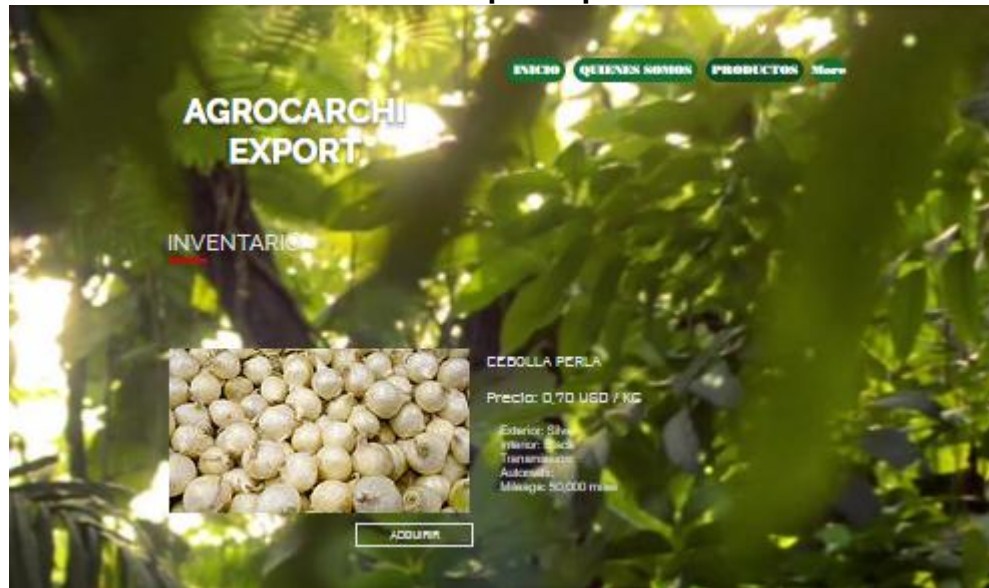 INICIO QUIENES SOMOS PRODUCTOS More
AGROCARCHI
EXPORT
INVENTARIO
CEBOLLA PERLA
Precio: 0,70 USD / KG
Exterior: Silver
Interior: Black
Transmission:
Automatic
Mileage: 50,000 miles
ADQUIRIR